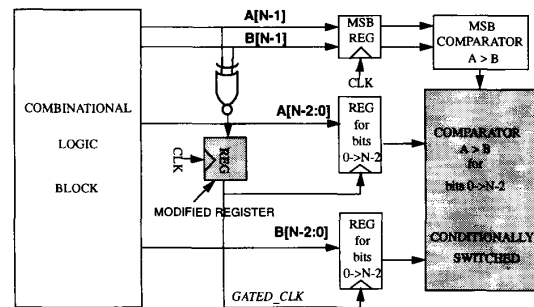 A[N-1]
B[N-1]
MSB
REG
CLK
MSB
COMPARATOR
A > B
COMBINATIONAL
LOGIC
BLOCK
A[N-2:0]
REG
for
bits
0->N-2
CLK
REG
MODIFIED REGISTER
COMPARATOR
A > B
for
bits 0->N-2
CONDITIONALLY
SWITCHED
B[N-2:0]
REG
for
bits
0->N-2
GATED_CLK